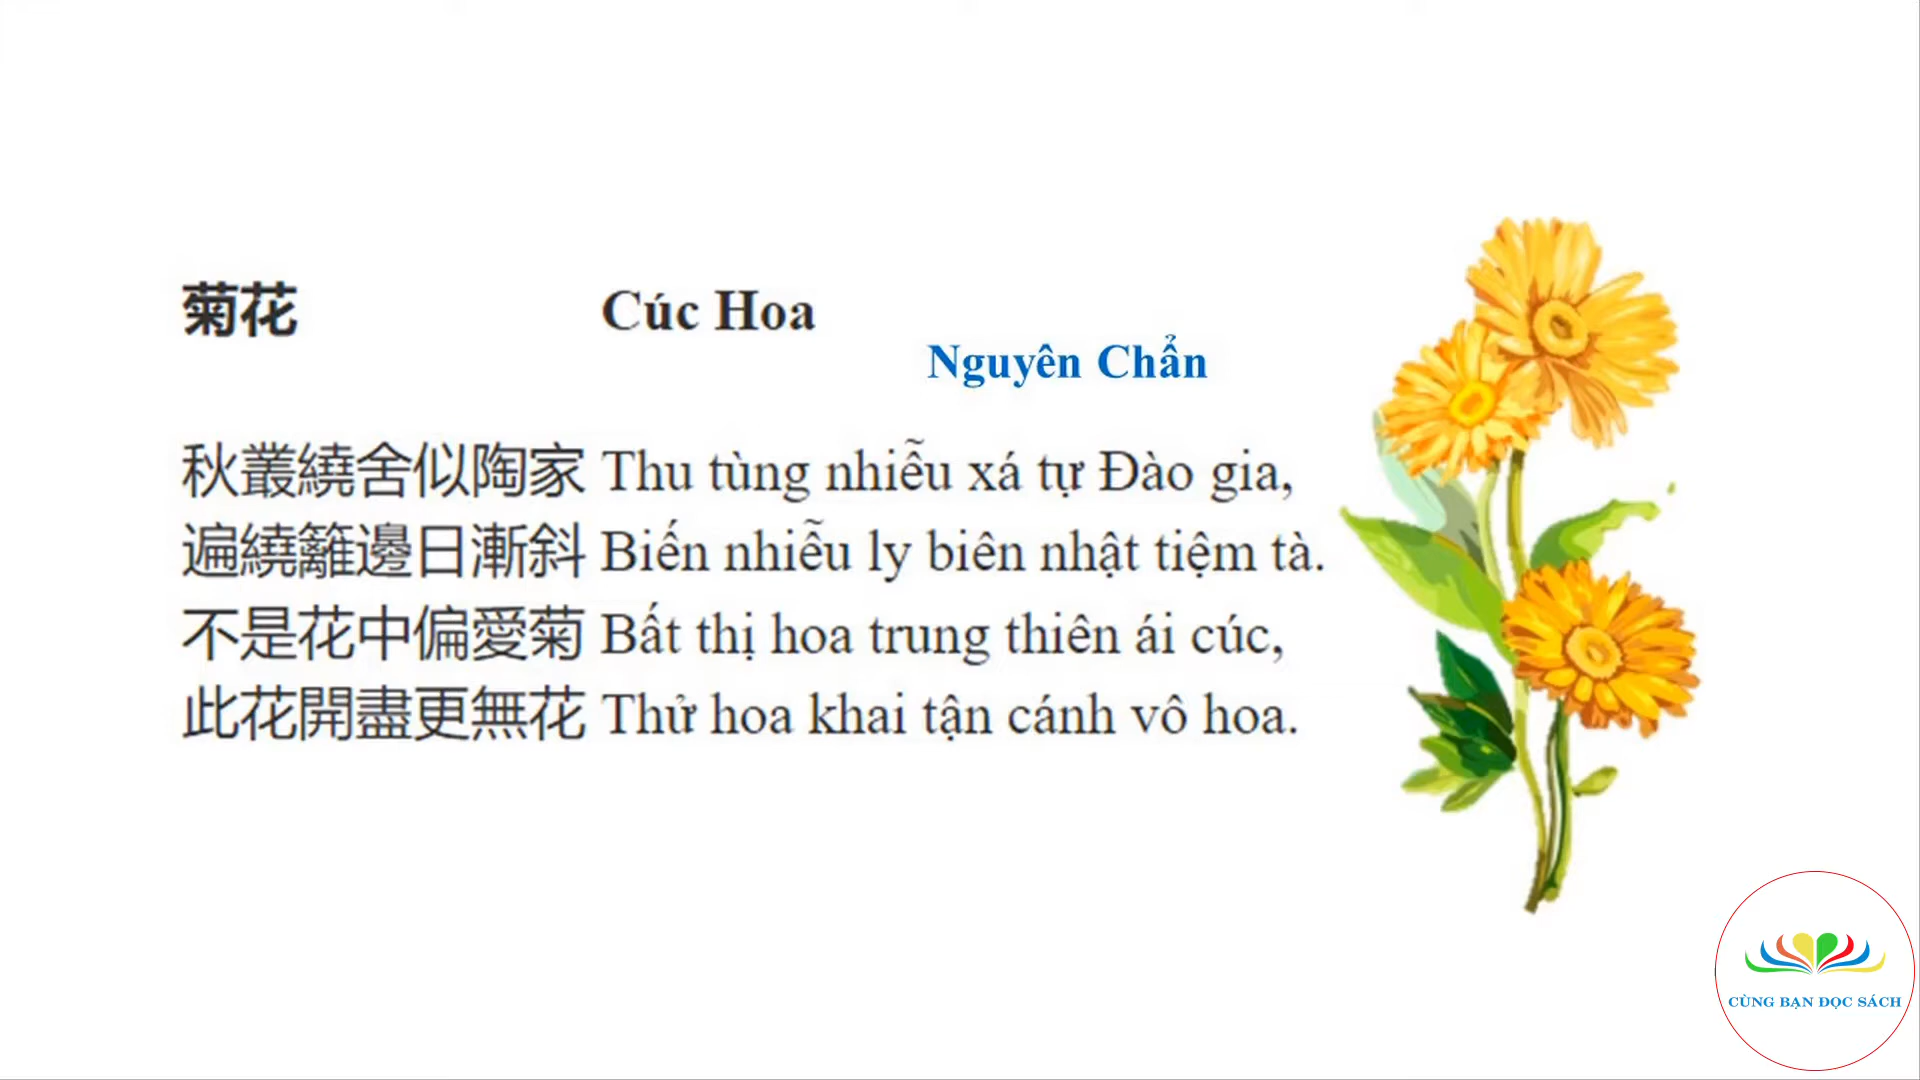 菊花 Cúc Hoa
Nguyên Chẩn
秋叢繞舍似陶家 Thu tùng nhiễu xá tự Đào gia,
遍繞籬邊日漸斜 Biến nhiễu ly biên nhật tiệm tà.
不是花中偏愛菊 Bất thị hoa trung thiên ái cúc,
此花開盡更無花 Thử hoa khai tận cánh vô hoa.
CÙNG BẠN ĐỌC SÁCH